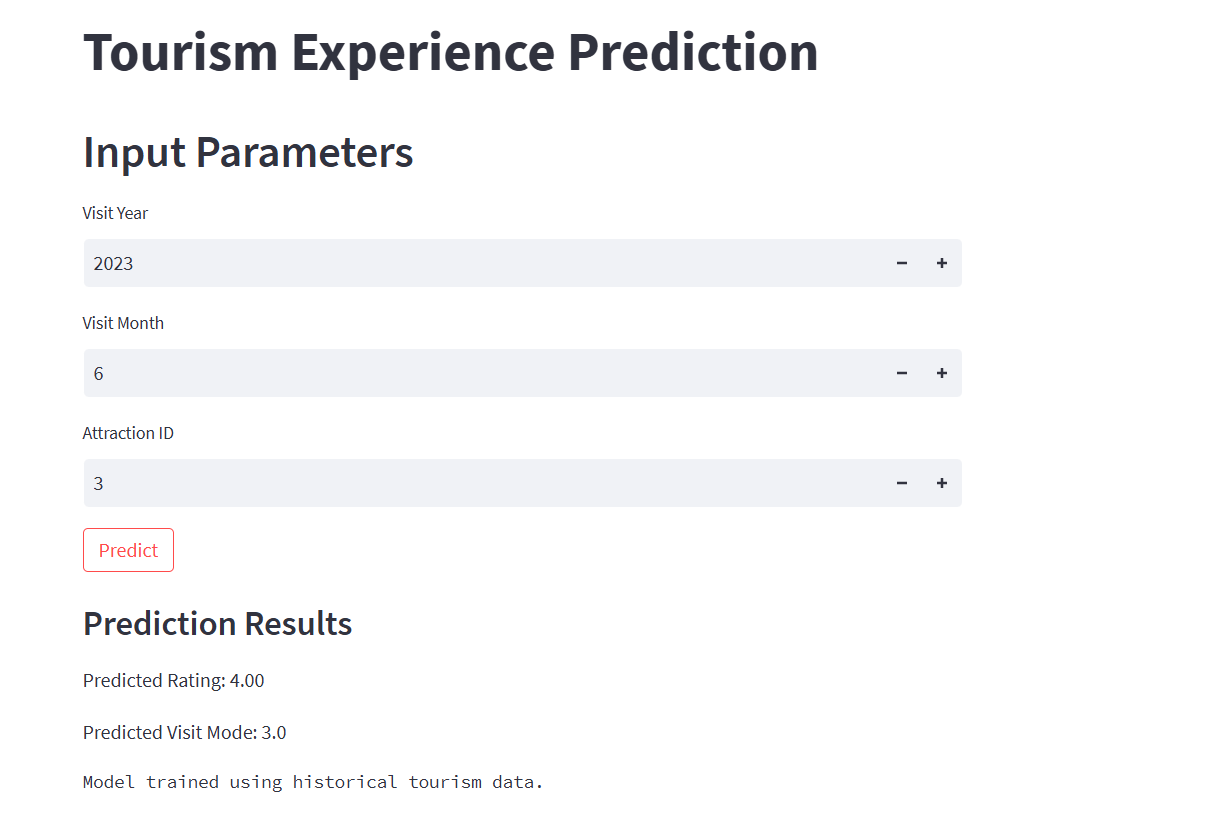 Tourism Experience Prediction
Input Parameters
Visit Year
2023
Visit Month
6
Attraction ID
3
Predict
Prediction Results
Predicted Rating: 4.00
Predicted Visit Mode: 3.0
Model trained using historical tourism data.